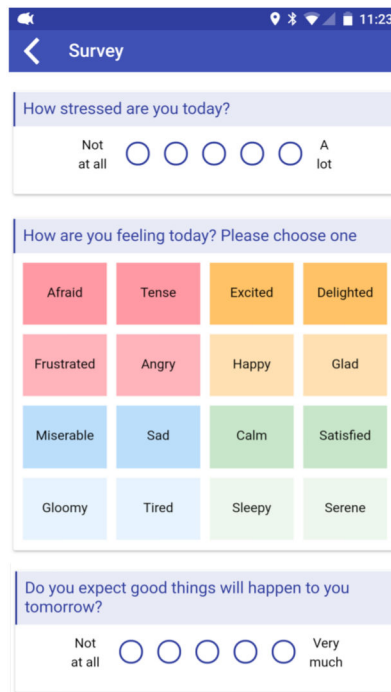 11:23
Survey
How stressed are you today?
Not at all
A lot
How are you feeling today? Please choose one
Afraid Tense Excited Delighted
Frustrated Angry Happy Glad
Miserable Sad Calm Satisfied
Gloomy Tired Sleepy Serene
Do you expect good things will happen to you
tomorrow?
Not at all
Very much